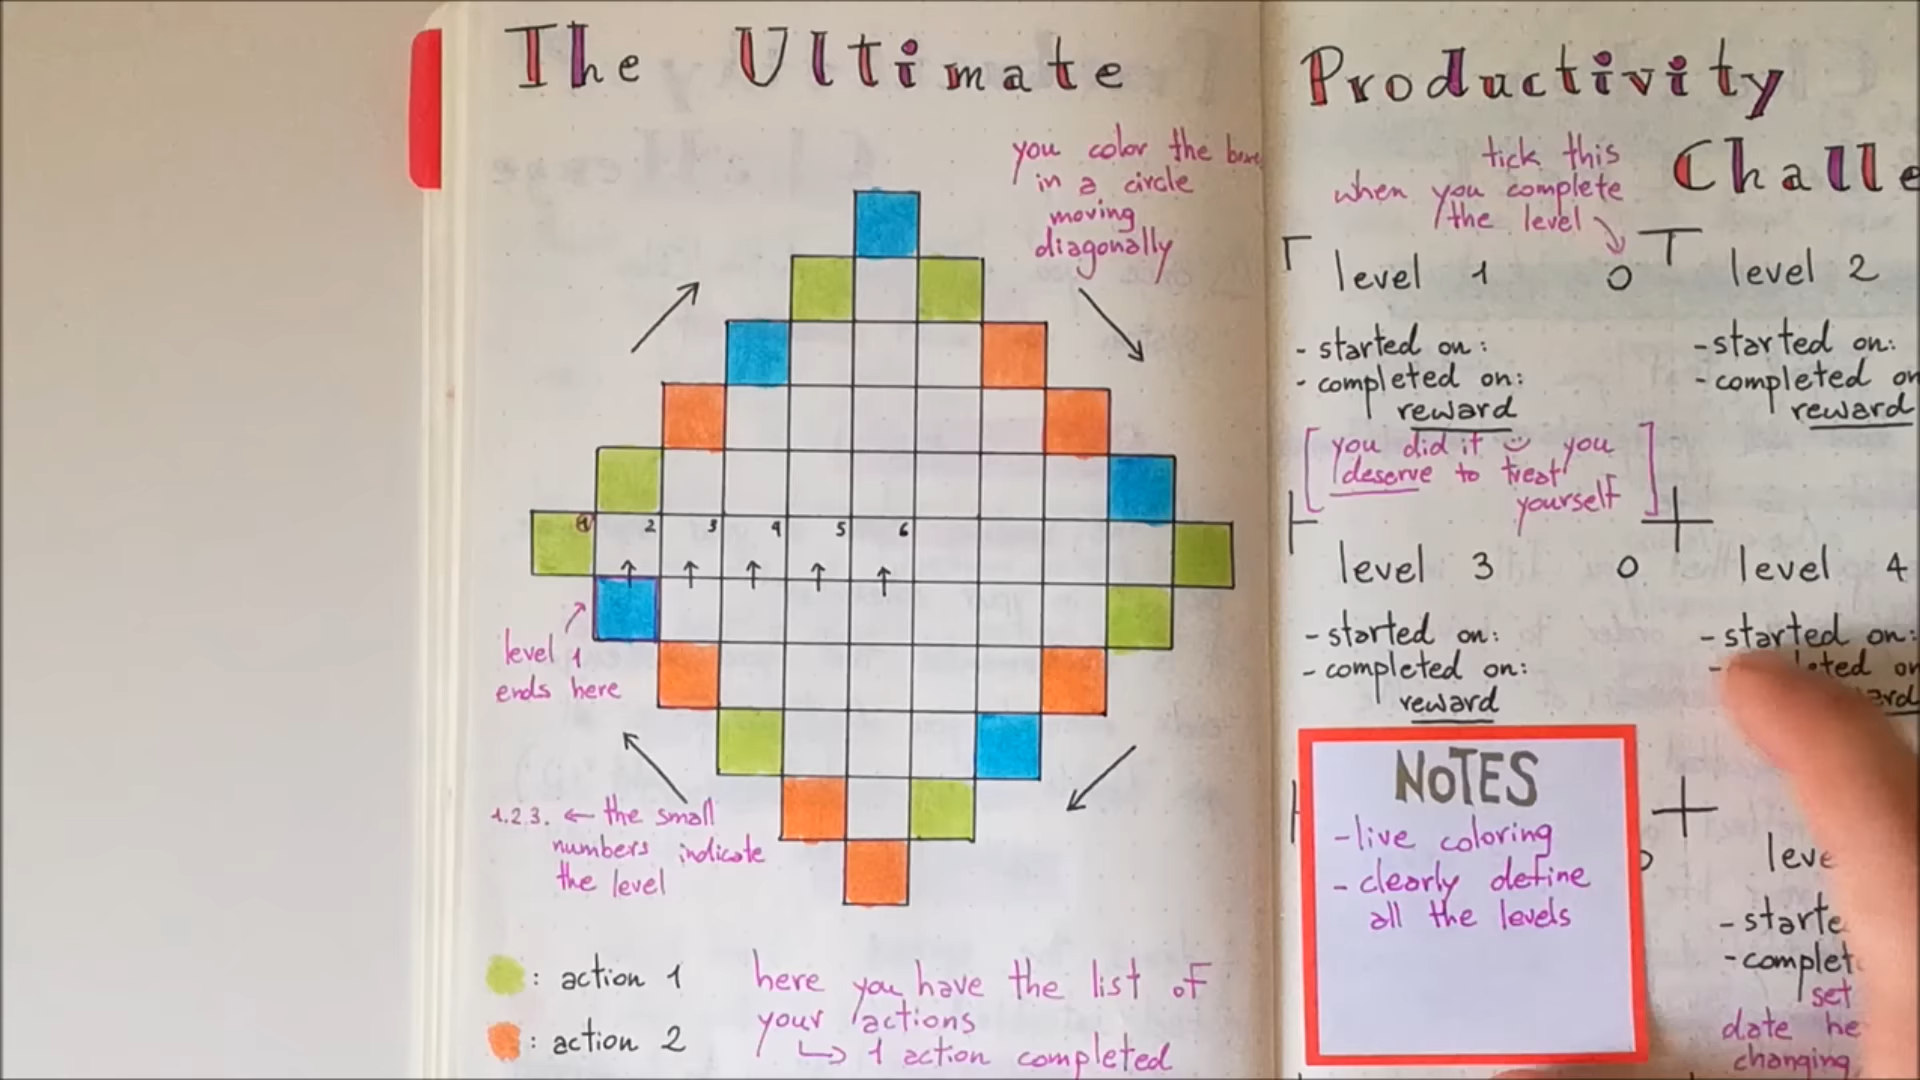 The Ultimate
you color the
in a circle
moving
diagonally
1 2 3 4 5 6
level 1
ends here
1.2.3. ← the small
numbers indicate
the level
: action 1
: action 2
here you have the list of
your actions
↳ 1 action completed
Productivity
tick this
when you complete
the level
level 1 O
- started on:
- completed on:
reward
[you did it you]
deserve to treat
yourself
level 2
- started on:
- completed on
reward
level 3 O
- started on:
- completed on:
reward
level 4
- started on:
NOTES
- live coloring
- clearly define
all the levels
set
date
changing